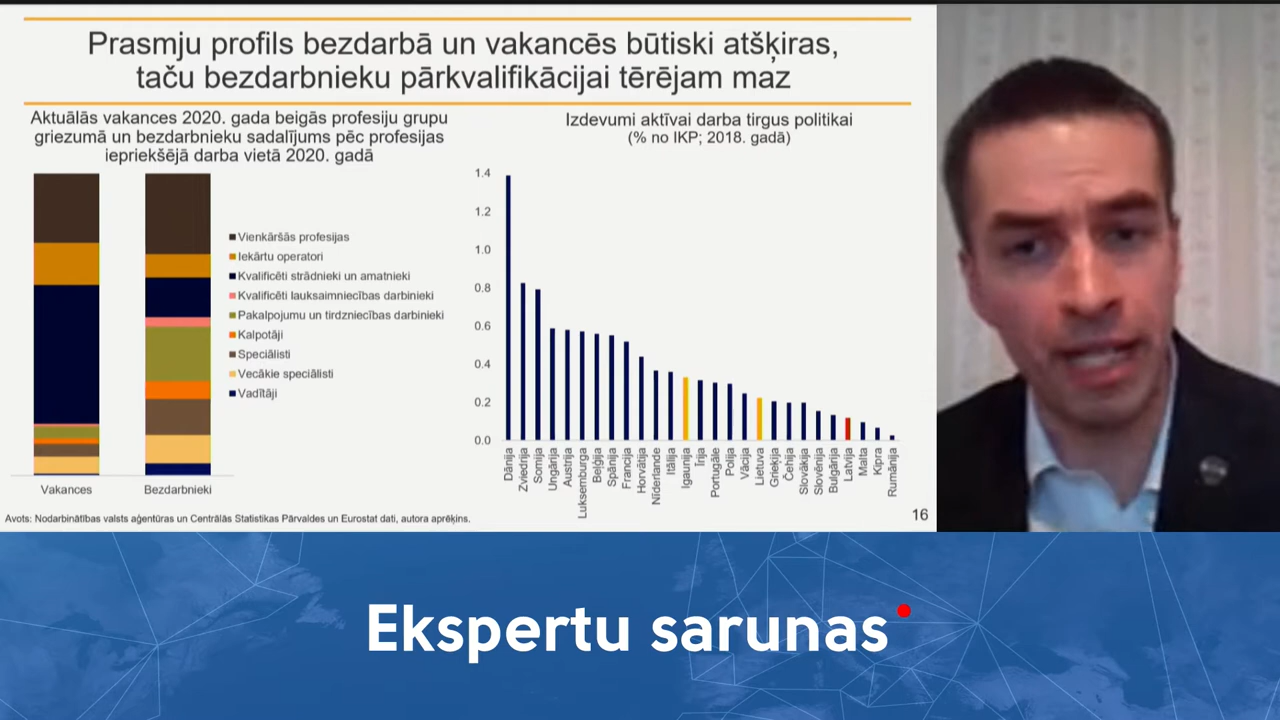 Prasmju profils bezdarbā un vakancēs būtiski atšķiras,
taču bezdarbnieku pārkvalifikācijai tērējam maz
Aktuālās vakances 2020. gada beigās profesiju grupu
griezumā un bezdarbnieku sadalījums pēc profesijas
iepriekšējā darba vietā 2020. gadā
Vienkāršās profesijas
Iekārtu operatori
Kvalificēti strādnieki un amatnieki
Kvalificēti lauksaimniecības darbinieki
Pakalpojumu un tirdzniecības darbinieki
Kalpotāji
Speciālisti
Vecākie speciālisti
Vadītāji
Vakances
Bezdarbnieki
Izdevumi aktīvai darba tirgus politikai
(% no IKP; 2018. gadā)
1.4
1.2
1.0
0.8
0.6
0.4
0.2
0.0
Dānija
Zviedrija
Somija
Ungārija
Austrija
Luksemburga
Beļģija
Spānija
Francija
Horvātija
Nīderlande
Itālija
Igaunija
Īrija
Portugāle
Polija
Vācija
Lietuva
Grieķija
Čehija
Slovākija
Slovēnija
Bulgārija
Latvija
Malta
Kipra
Rumānija
Avots: Nodarbinātības valsts aģentūras un Centrālās Statistikas Pārvaldes un Eurostat dati, autora aprēķins.
16
Ekspertu sarunas